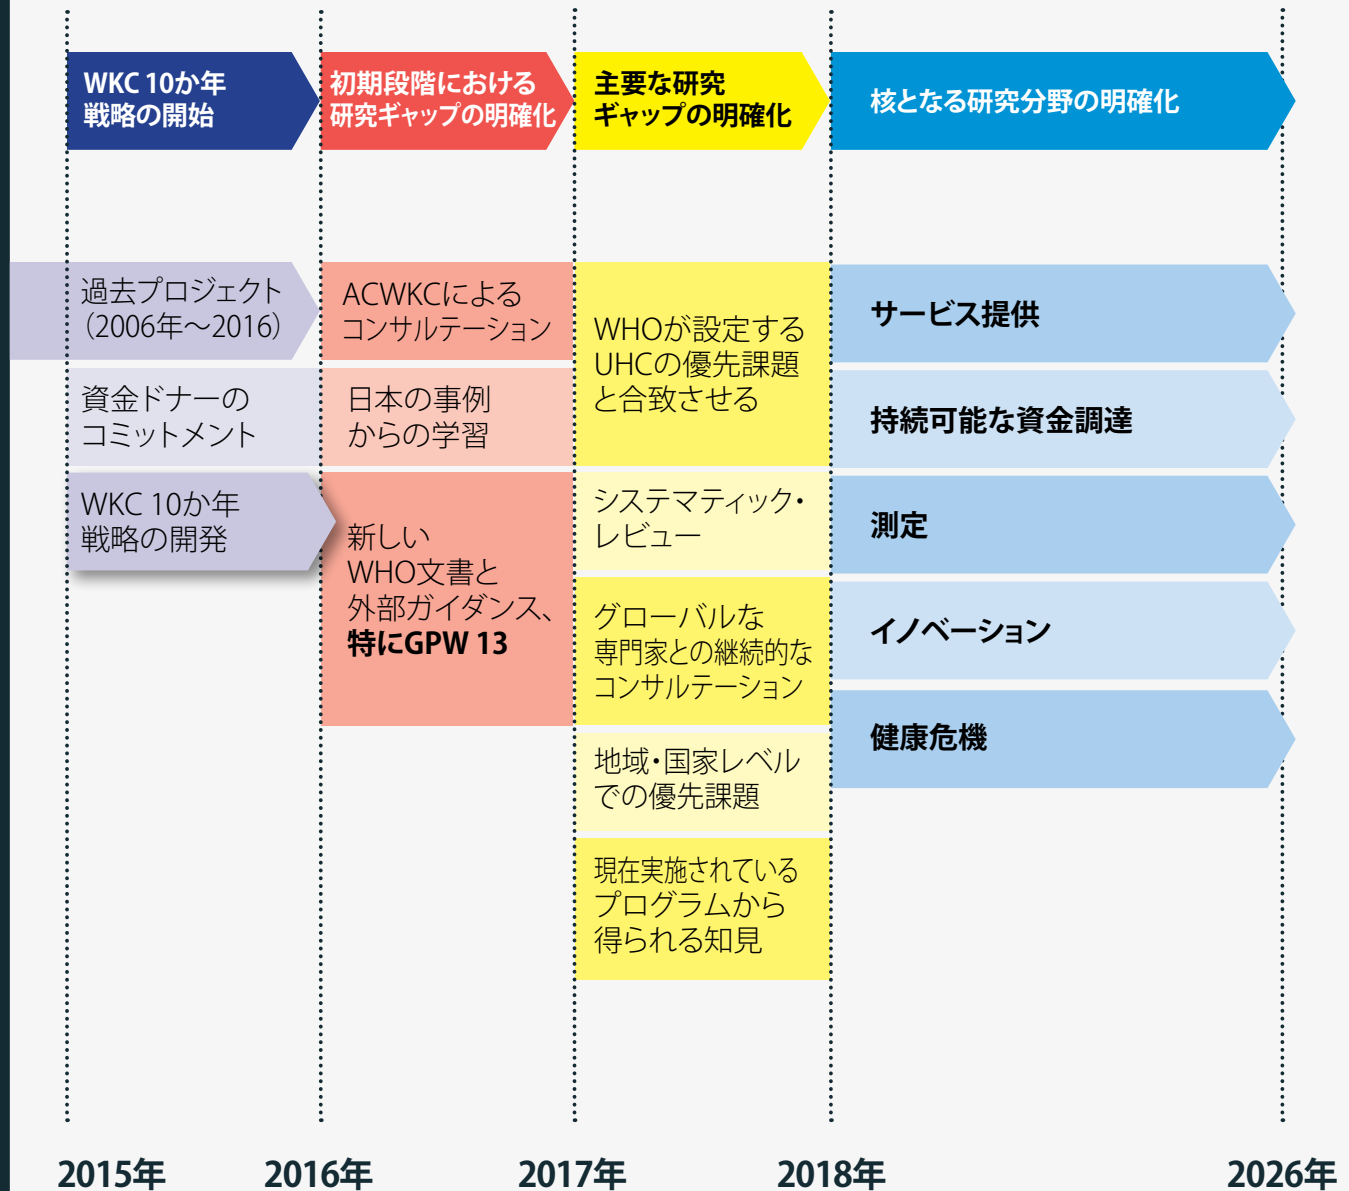 WKC 10か年
戦略の開始
初期段階における
研究ギャップの明確化
主要な研究
ギャップの明確化
核となる研究分野の明確化
過去プロジェクト
（2006年～2016）
資金ドナーの
コミットメント
WKC 10か年
戦略の開発
ACWKCによる
コンサルテーション
日本の事例
からの学習
新しい
WHO文書と
外部ガイダンス、
特にGPW 13
WHOが設定する
UHCの優先課題
と合致させる
システマティック・
レビュー
グローバルな
専門家との継続的な
コンサルテーション
地域・国家レベル
での優先課題
現在実施されている
プログラムから
得られる知見
サービス提供
持続可能な資金調達
測定
イノベーション
健康危機
2015年
2016年
2017年
2018年
2026年